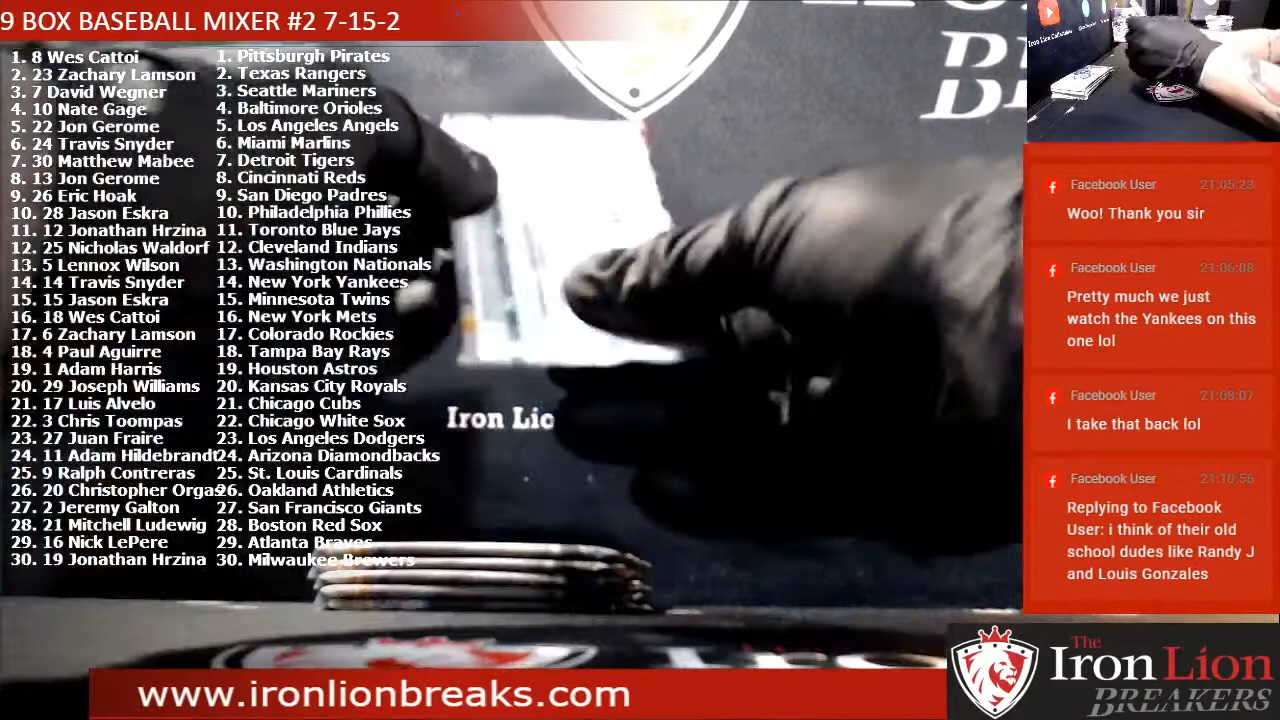 9 BOX BASEBALL MIXER #2 7-15-2
1. 8 Wes Cattoi
2. 23 Zachary Lamson
3. 7 David Wegner
4. 10 Nate Gage
5. 22 Jon Gerome
6. 24 Travis Snyder
7. 30 Matthew Mabee
8. 13 Jon Gerome
9. 26 Eric Hoak
10. 28 Jason Eskra
11. 12 Jonathan Hrzina
12. 25 Nicholas Waldorf
13. 5 Lennox Wilson
14. 14 Travis Snyder
15. 15 Jason Eskra
16. 18 Wes Cattoi
17. 6 Zachary Lamson
18. 4 Paul Aguirre
19. 1 Adam Harris
20. 29 Joseph Williams
21. 17 Luis Alvelo
22. 3 Chris Toompas
23. 27 Juan Fraire
24. 11 Adam Hildebrandt
25. 9 Ralph Contreras
26. 20 Christopher Orgas
27. 2 Jeremy Galton
28. 21 Mitchell Ludewig
29. 16 Nick LePere
30. 19 Jonathan Hrzina
1. Pittsburgh Pirates
2. Texas Rangers
3. Seattle Mariners
4. Baltimore Orioles
5. Los Angeles Angels
6. Miami Marlins
7. Detroit Tigers
8. Cincinnati Reds
9. San Diego Padres
10. Philadelphia Phillies
11. Toronto Blue Jays
12. Cleveland Indians
13. Washington Nationals
14. New York Yankees
15. Minnesota Twins
16. New York Mets
17. Colorado Rockies
18. Tampa Bay Rays
19. Houston Astros
20. Kansas City Royals
21. Chicago Cubs
22. Chicago White Sox
23. Los Angeles Dodgers
24. Arizona Diamondbacks
25. St. Louis Cardinals
26. Oakland Athletics
27. San Francisco Giants
28. Boston Red Sox
29. Atlanta Braves
30. Milwaukee Brewers
Iron Lio
Facebook User 21:05:23
Woo! Thank you sir
Facebook User 21:06:08
Pretty much we just
watch the Yankees on this
one lol
Facebook User 21:08:07
I take that back lol
Facebook User 21:10:56
Replying to Facebook
User: i think of their old
school dudes like Randy J
and Louis Gonzales
www.ironlionbreaks.com
The
Iron Lion
BREAKERS